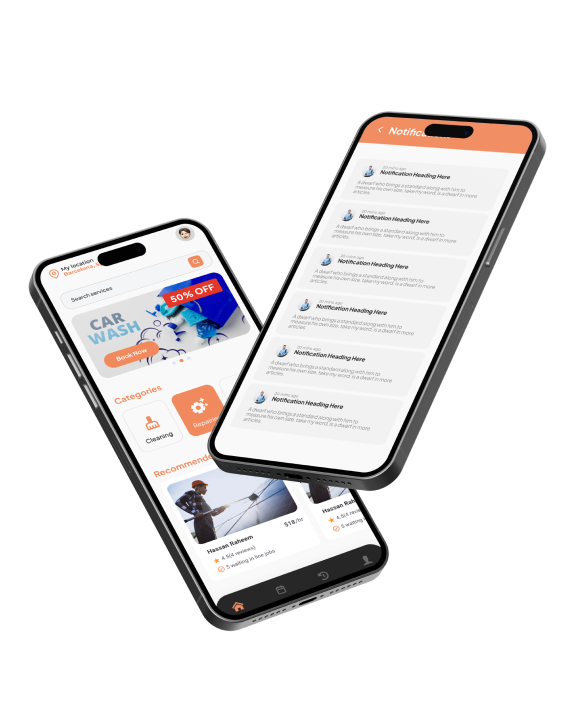 My location
Barcelona,
Search services
50% OFF
CAR
WASH
Book Now
Categories
Cleaning
Repairing
Recommended
$18/hr
Hassan Raheem
4.5(4 reviews)
5 waiting in line jobs
Hassan Rah
4.5(4 review
5 waiting
Notific
30 mins ago
Notification Heading Here
A dwarf who brings a standard along with him to
measure his own size, take my word, is a dwarf in more
articles.
30 mins ago
Notification Heading Here
A dwarf who brings a standard along with him to
measure his own size, take my word, is a dwarf in more
articles.
30 mins ago
Notification Heading Here
A dwarf who brings a standard along with him to
measure his own size, take my word, is a dwarf in more
articles.
30 mins ago
Notification Heading Here
A dwarf who brings a standard along with him to
measure his own size, take my word, is a dwarf in more
articles.
30 mins ago
Notification Heading Here
A dwarf who brings a standard along with him to
measure his own size, take my word, is a dwarf in more
articles.
30 mins ago
Notification Heading Here
A dwarf who brings a standard along with him to
measure his own size, take my word, is a dwarf in more
articles.